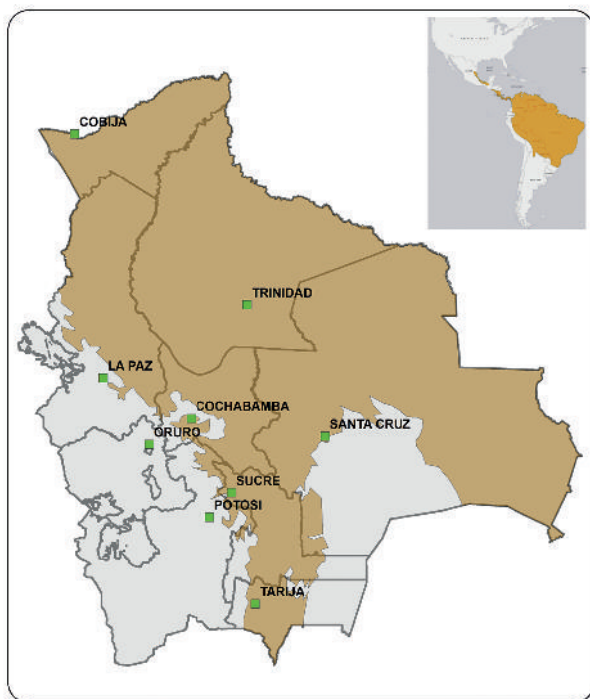 COBIJA
TRINIDAD
LA PAZ
COCHABAMBA
ORURO
SANTA CRUZ
SUCRE
POTOSI
TARIJA